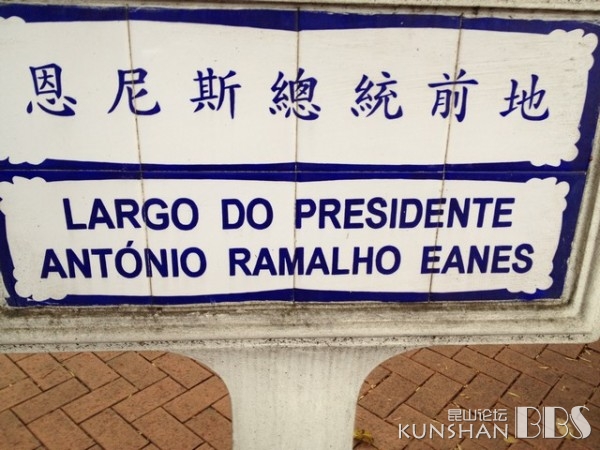 恩尼斯總統前地
LARGO DO PRESIDENTE
ANTÓNIO RAMALHO EANES
昆山论坛
KUNSHAN BBS